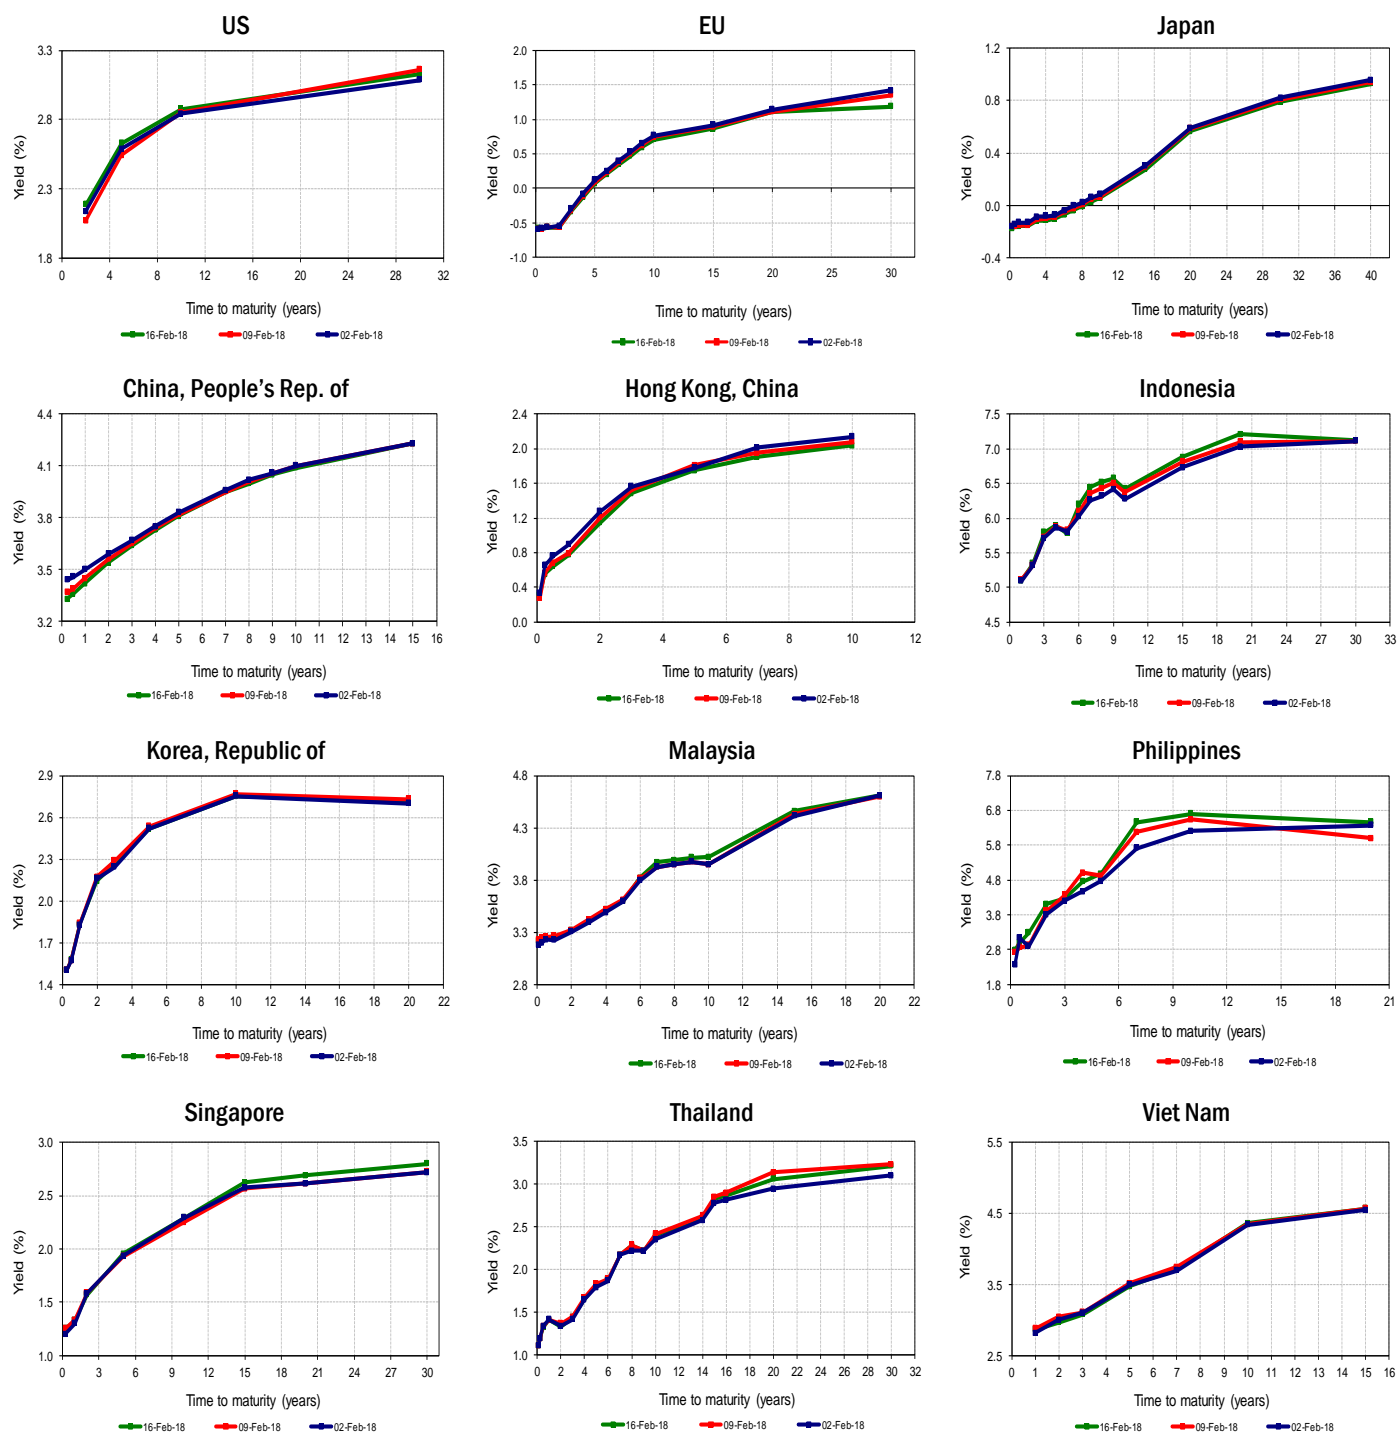 US
EU
Japan
3.3
2.8
2.3
1.8
Yield (%)
0 4 8 12 16 20 24 28 32
Time to maturity (years)
16-Feb-18 09-Feb-18 02-Feb-18
2.0
1.5
1.0
0.5
0.0
-0.5
-1.0
Yield (%)
0 5 10 15 20 25 30
Time to maturity (years)
16-Feb-18 09-Feb-18 02-Feb-18
1.2
0.8
0.4
0.0
-0.4
Yield (%)
0 4 8 12 16 20 24 28 32 36 40
Time to maturity (years)
16-Feb-18 09-Feb-18 02-Feb-18
China, People's Rep. of
Hong Kong, China
Indonesia
4.4
4.1
3.8
3.5
3.2
Yield (%)
0 1 2 3 4 5 7 8 9 10 15 16
Time to maturity (years)
16-Feb-18 09-Feb-18 02-Feb-18
2.4
2.0
1.6
1.2
0.8
0.4
0.0
Yield (%)
0 2 4 6 8 10 12
Time to maturity (years)
16-Feb-18 09-Feb-18 02-Feb-18
7.5
7.0
6.5
6.0
5.5
5.0
4.5
Yield (%)
0 3 6 9 12 15 18 21 24 27 30 33
Time to maturity (years)
16-Feb-18 09-Feb-18 02-Feb-18
Korea, Republic of
Malaysia
Philippines
2.9
2.6
2.3
2.0
1.7
1.4
Yield (%)
0 2 4 6 8 10 12 14 16 18 20 22
Time to maturity (years)
16-Feb-18 09-Feb-18 02-Feb-18
4.8
4.3
3.8
3.3
2.8
Yield (%)
0 2 4 6 8 10 12 14 16 18 20 22
Time to maturity (years)
16-Feb-18 09-Feb-18 02-Feb-18
7.8
6.8
5.8
4.8
3.8
2.8
1.8
Yield (%)
0 3 6 9 12 15 18 21
Time to maturity (years)
16-Feb-18 09-Feb-18 02-Feb-18
Singapore
Thailand
Viet Nam
3.0
2.5
2.0
1.5
1.0
Yield (%)
0 3 6 9 12 15 18 21 24 27 30
Time to maturity (years)
16-Feb-18 09-Feb-18 02-Feb-18
3.5
3.0
2.5
2.0
1.5
1.0
Yield (%)
0 2 4 6 8 10 12 14 16 18 20 22 24 26 28 30 32
Time to maturity (years)
16-Feb-18 09-Feb-18 02-Feb-18
5.5
4.5
3.5
2.5
Yield (%)
0 1 2 3 4 5 6 7 8 9 10 11 12 13 14 15 16
Time to maturity (years)
16-Feb-18 09-Feb-18 02-Feb-18